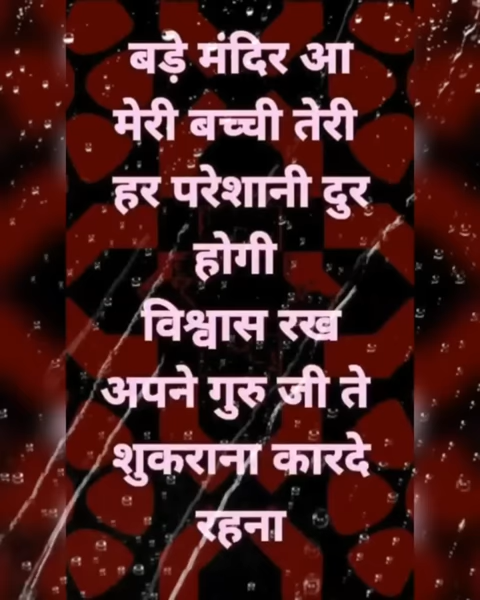 बड़े मंदिर आ
मेरी बच्ची तेरी
हर परेशानी दुर
होगी
विश्वास रख
अपने गुरु जी ते
शुकराना कारदे
रहना